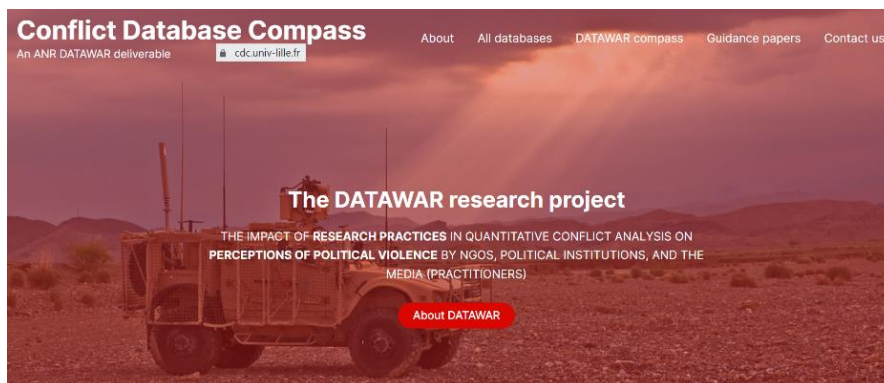 Conflict Database Compass
An ANR DATAWAR deliverable
cdc.univ-lille.fr
About All databases DATAWAR compass Guidance papers Contact us
The DATAWAR research project
THE IMPACT OF RESEARCH PRACTICES IN QUANTITATIVE CONFLICT ANALYSIS ON
PERCEPTIONS OF POLITICAL VIOLENCE BY NGOS, POLITICAL INSTITUTIONS, AND THE
MEDIA (PRACTITIONERS)
About DATAWAR